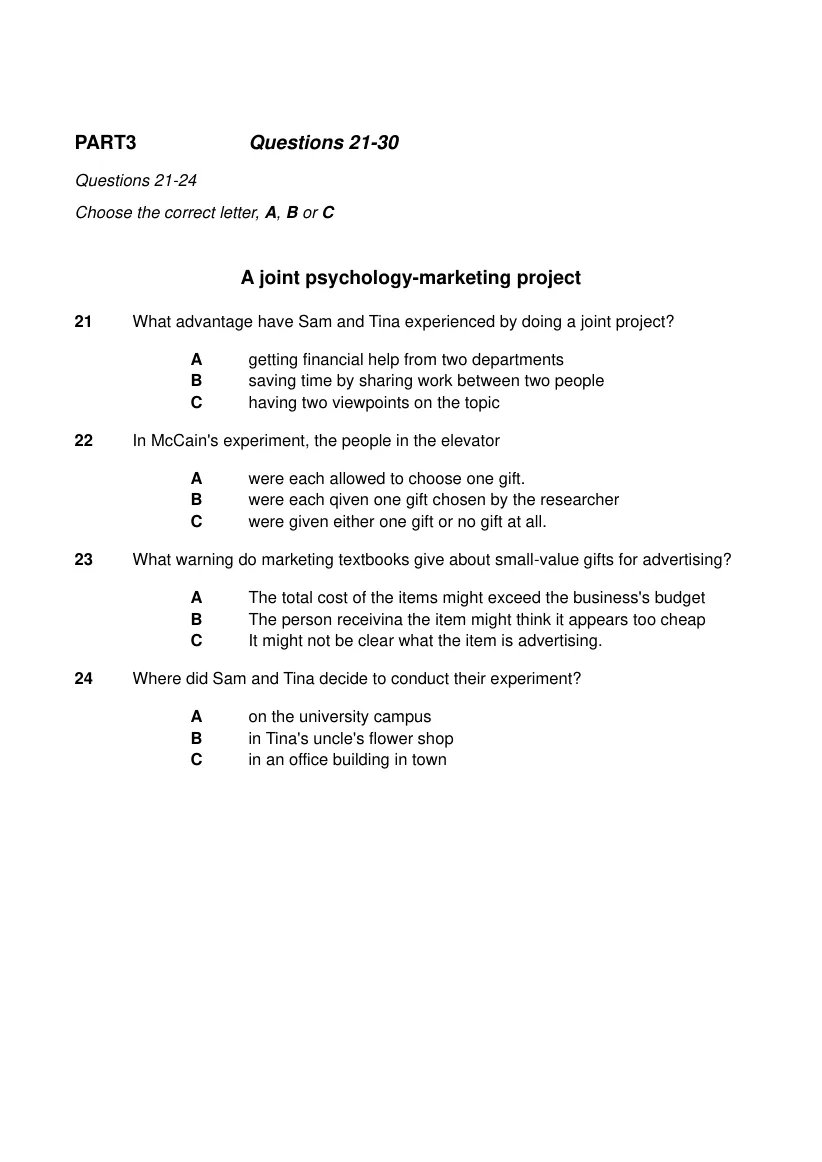 PART3 Questions 21-30
Questions 21-24
Choose the correct letter, A, B or C
A joint psychology-marketing project
21 What advantage have Sam and Tina experienced by doing a joint project?
A getting financial help from two departments
B saving time by sharing work between two people
C having two viewpoints on the topic
22 In McCain's experiment, the people in the elevator
A were each allowed to choose one gift.
B were each qiven one gift chosen by the researcher
C were given either one gift or no gift at all.
23 What warning do marketing textbooks give about small-value gifts for advertising?
A The total cost of the items might exceed the business's budget
B The person receivina the item might think it appears too cheap
C It might not be clear what the item is advertising.
24 Where did Sam and Tina decide to conduct their experiment?
A on the university campus
B in Tina's uncle's flower shop
C in an office building in town